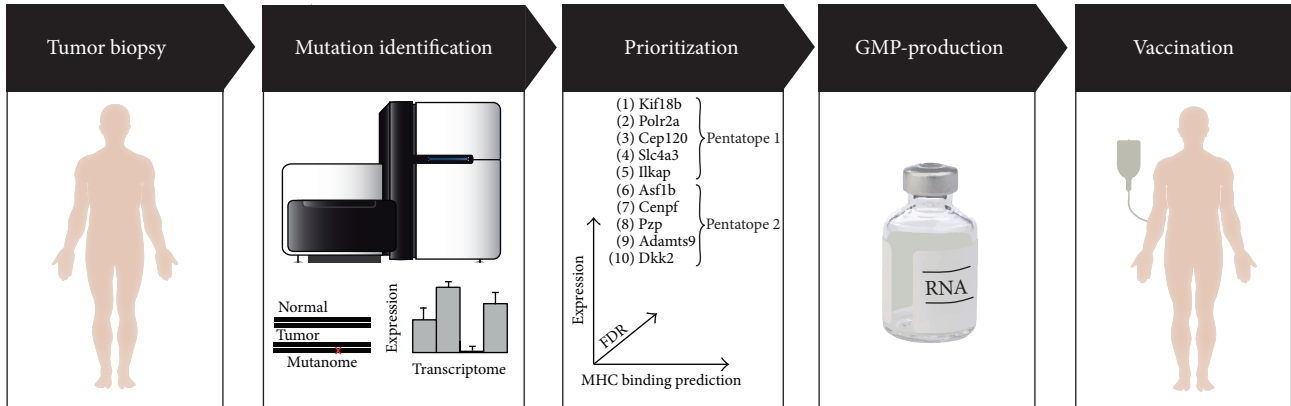 Tumor biopsy
Mutation identification
Prioritization
GMP-production
Vaccination
Normal
Tumor
Mutanome
Expression
Transcriptome
(1) Kif18b
(2) Polr2a
(3) Cep120
(4) Slc4a3
(5) Ilkap
Pentatope 1
(6) Asf1b
(7) Cenpf
(8) Pzp
(9) Adamts9
(10) Dkk2
Pentatope 2
Expression
FDR
MHC binding prediction
RNA